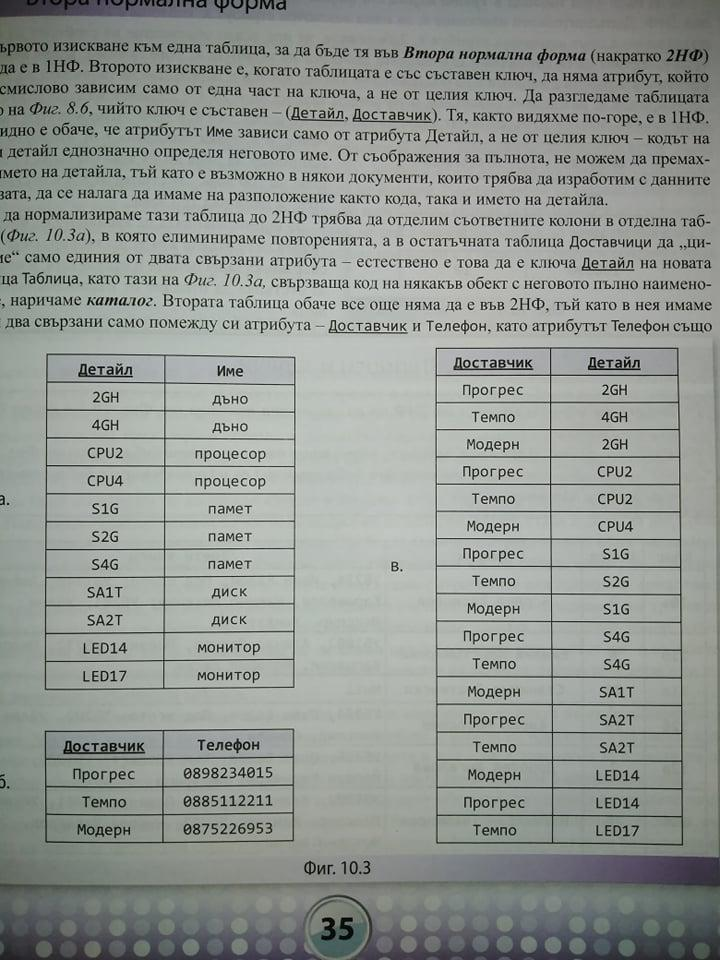 Втора нормална форма
ървото изискване към една таблица, за да бъде тя във Втора нормална форма (накратко 2НФ)
да е в 1НФ. Второто изискване е, когато таблицата е със съставен ключ, да няма атрибут, който
смислово зависим само от една част на ключа, а не от целия ключ. Да разгледаме таблицата
о на Фиг. 8.6, чийто ключ е съставен – (Детайл, Доставчик). Тя, както видяхме по-горе, е в 1НФ.
идно е обаче, че атрибутът Име зависи само от атрибута Детайл, а не от целия ключ – кодът на
и детайл еднозначно определя неговото име. От съображения за пълнота, не можем да премах-
името на детайла, тъй като е възможно в някои документи, които трябва да изработим с данните
зата, да се налага да имаме на разположение както кода, така и името на детайла.
да нормализираме тази таблица до 2НФ трябва да отделим съответните колони в отделна таб-
(Фиг. 10.3а), в която елиминираме повторенията, а в остатъчната таблица Доставчици да „ци-
ме“ само единия от двата свързани атрибута – естествено е това да е ключа Детайл на новата
ца Таблица, като тази на Фиг. 10.3а, свързваща код на някакъв обект с неговото пълно наимено-
е, наричаме каталог. Втората таблица обаче все още няма да е във 2НФ, тъй като в нея имаме
два свързани само помежду си атрибута – Доставчик и Телефон, като атрибутът Телефон също
а.
Детайл Име
2GH дъно
4GH дъно
CPU2 процесор
CPU4 процесор
S1G памет
S2G памет
S4G памет
SA1T диск
SA2T диск
LED14 монитор
LED17 монитор
б.
Доставчик Телефон
Прогрес 0898234015
Темпо 0885112211
Модерн 0875226953
в.
Доставчик Детайл
Прогрес 2GH
Темпо 4GH
Модерн 2GH
Прогрес CPU2
Темпо CPU2
Модерн CPU4
Прогрес S1G
Темпо S2G
Модерн S1G
Прогрес S4G
Темпо S4G
Модерн SA1T
Прогрес SA2T
Темпо SA2T
Модерн LED14
Прогрес LED14
Темпо LED17
Фиг. 10.3
35